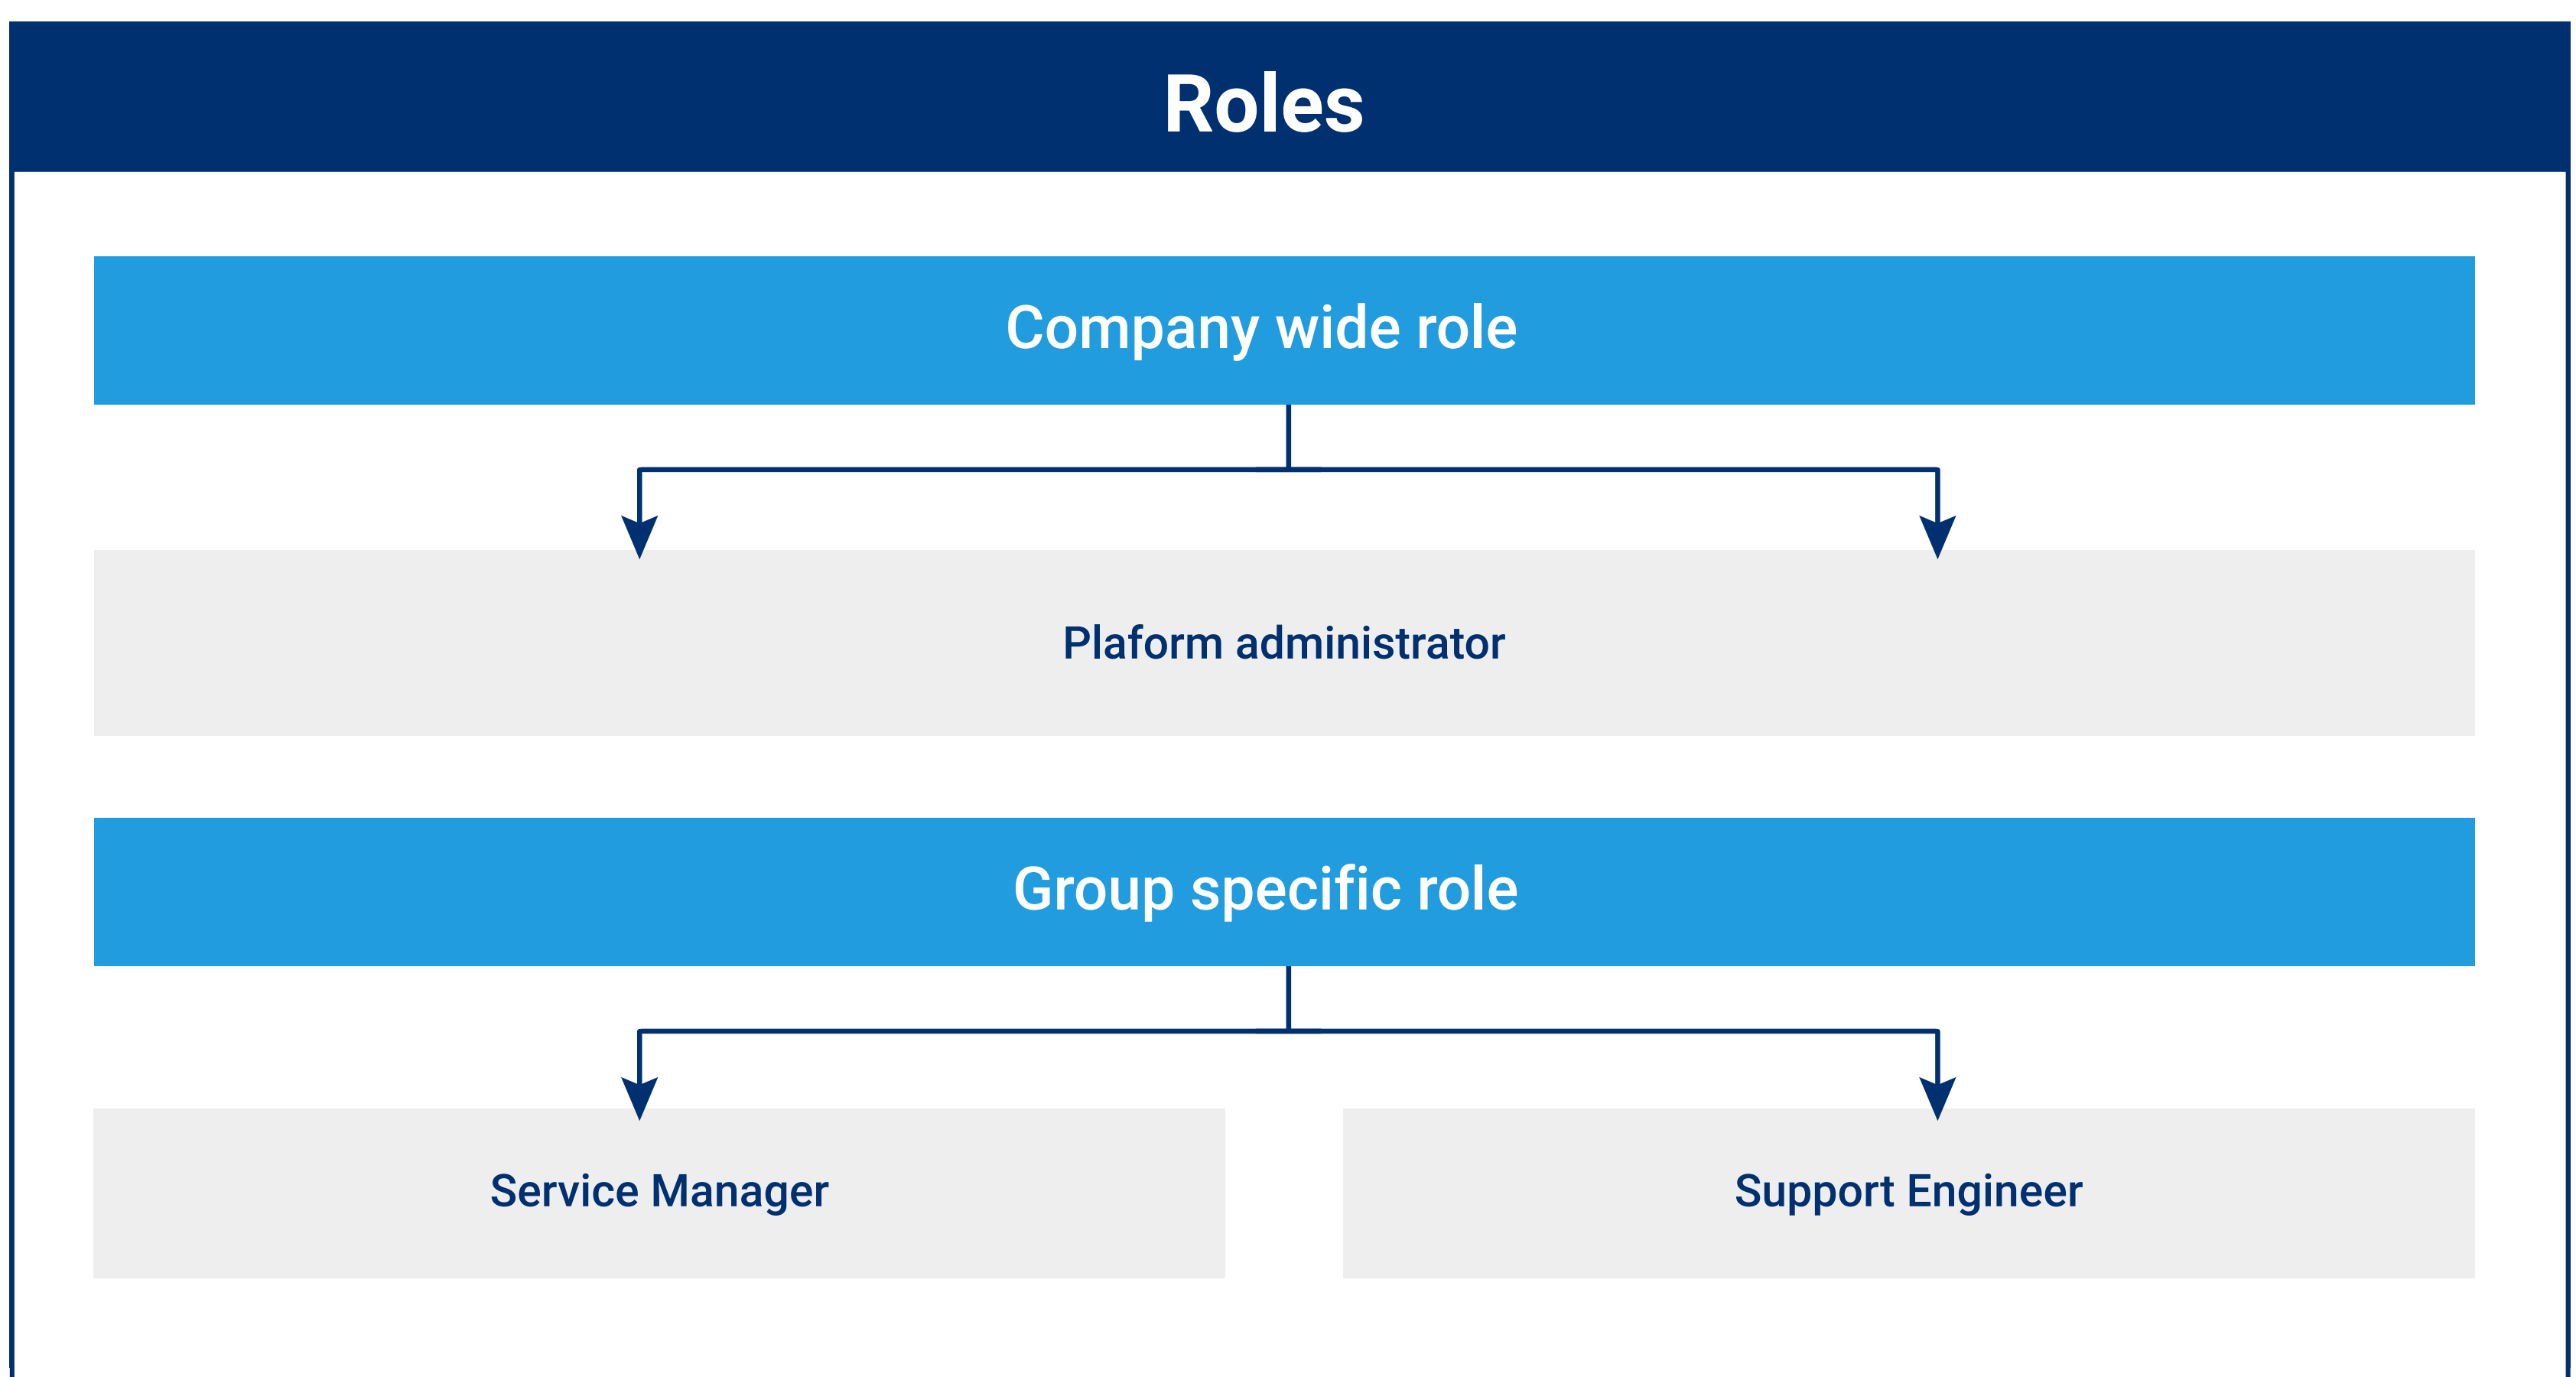 Roles
Company wide role
Plaform administrator
Group specific role
Service Manager
Support Engineer